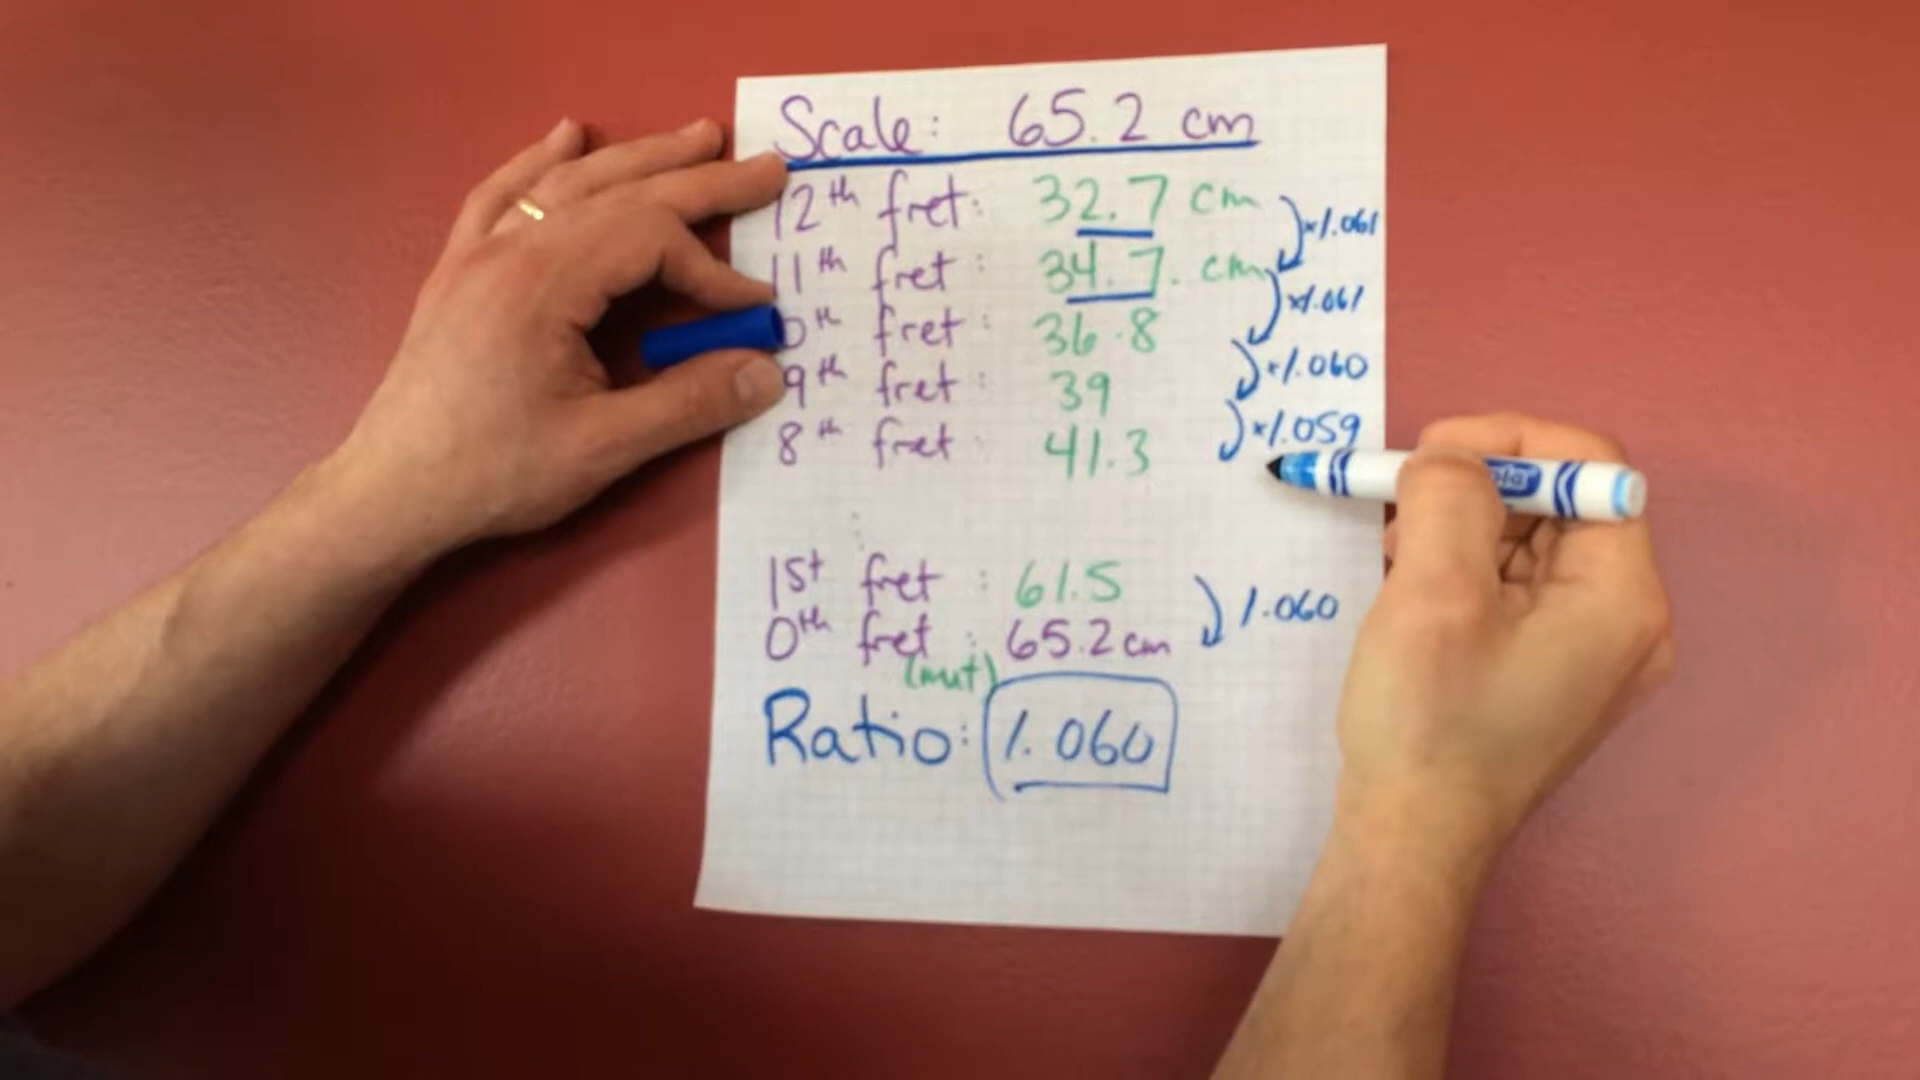 Scale: 65.2 cm
12th fret: 32.7 cm
×1.061
11th fret: 34.7. cm
×1.061
0th fret: 36.8
×1.060
9th fret: 39
×1.059
8th fret: 41.3
1st fret: 61.5
1.060
0th fret: 65.2cm
(nut)
Ratio: 1.060